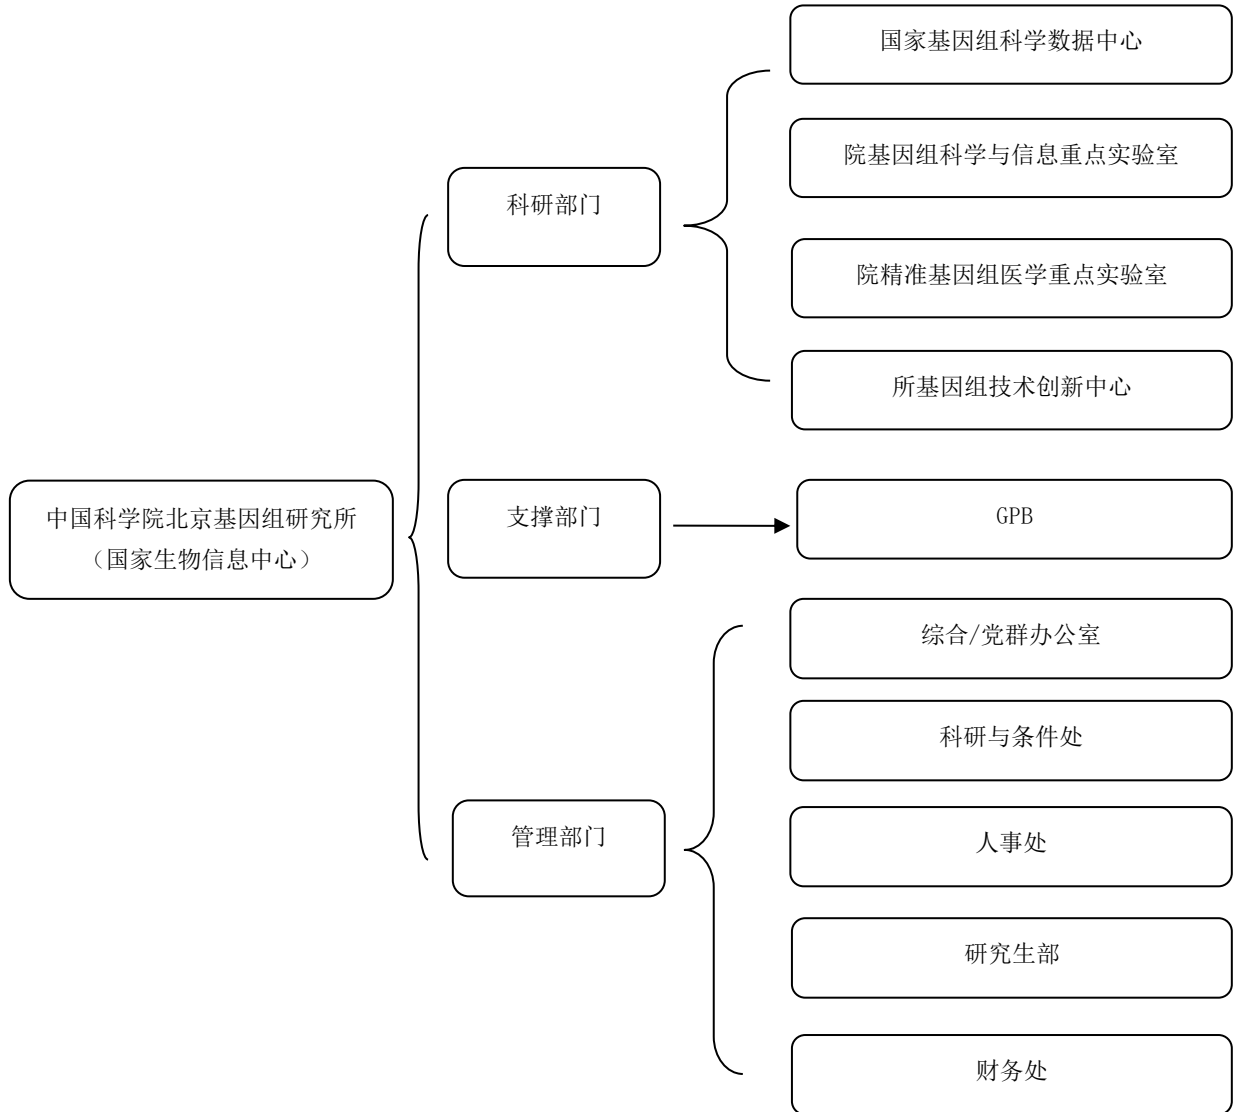 国家基因组科学数据中心
院基因组科学与信息重点实验室
科研部门
院精准基因组医学重点实验室
所基因组技术创新中心
中国科学院北京基因组研究所
（国家生物信息中心）
支撑部门
GPB
综合/党群办公室
科研与条件处
管理部门
人事处
研究生部
财务处